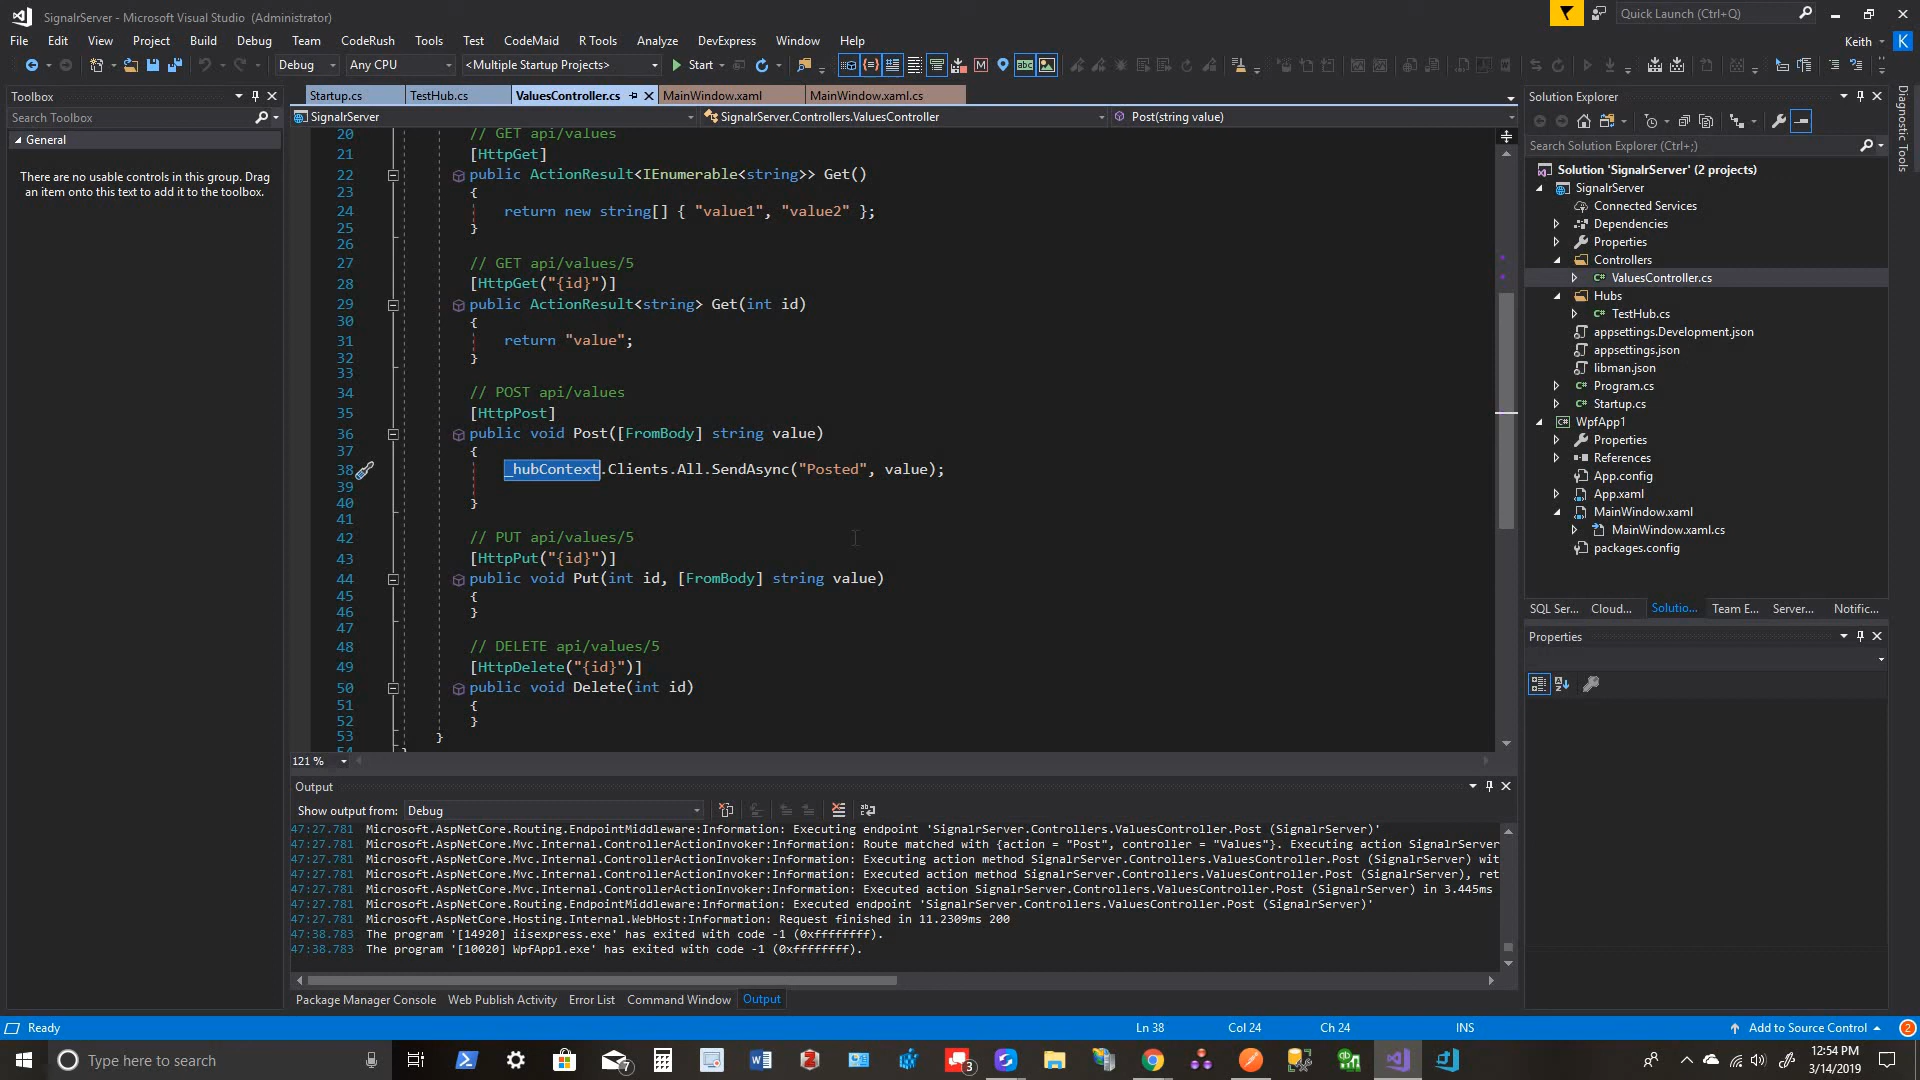 SignalrServer - Microsoft Visual Studio (Administrator)
Quick Launch (Ctrl+Q)
File Edit View Project Build Debug Team CodeRush Tools Test CodeMaid R Tools Analyze DevExpress Window Help
Keith K
Debug Any CPU <Multiple Startup Projects> Start
Toolbox
Startup.cs TestHub.cs ValuesController.cs MainWindow.xaml MainWindow.xaml.cs
Search Toolbox
SignalrServer SignalrServer.Controllers.ValuesController Post(string value)
General
There are no usable controls in this group. Drag
an item onto this text to add it to the toolbox.
20 // GET api/values
21 [HttpGet]
22 public ActionResult<IEnumerable<string>> Get()
23 {
24 return new string[] { "value1", "value2" };
25 }
26
27 // GET api/values/5
28 [HttpGet("{id}")]
29 public ActionResult<string> Get(int id)
30 {
31 return "value";
32 }
33
34 // POST api/values
35 [HttpPost]
36 public void Post([FromBody] string value)
37 {
38 _hubContext.Clients.All.SendAsync("Posted", value);
39
40 }
41
42 // PUT api/values/5
43 [HttpPut("{id}")]
44 public void Put(int id, [FromBody] string value)
45 {
46 }
47
48 // DELETE api/values/5
49 [HttpDelete("{id}")]
50 public void Delete(int id)
51 {
52 }
53 }
54 }
121 %
Output
Show output from: Debug
47:27.781 Microsoft.AspNetCore.Routing.EndpointMiddleware:Information: Executing endpoint 'SignalrServer.Controllers.ValuesController.Post (SignalrServer)'
47:27.781 Microsoft.AspNetCore.Mvc.Internal.ControllerActionInvoker:Information: Route matched with {action = "Post", controller = "Values"}. Executing action SignalrServer
47:27.781 Microsoft.AspNetCore.Mvc.Internal.ControllerActionInvoker:Information: Executing action method SignalrServer.Controllers.ValuesController.Post (SignalrServer) wit
47:27.781 Microsoft.AspNetCore.Mvc.Internal.ControllerActionInvoker:Information: Executed action method SignalrServer.Controllers.ValuesController.Post (SignalrServer), ret
47:27.781 Microsoft.AspNetCore.Mvc.Internal.ControllerActionInvoker:Information: Executed action SignalrServer.Controllers.ValuesController.Post (SignalrServer) in 3.445ms
47:27.781 Microsoft.AspNetCore.Routing.EndpointMiddleware:Information: Executed endpoint 'SignalrServer.Controllers.ValuesController.Post (SignalrServer)'
47:27.781 Microsoft.AspNetCore.Hosting.Internal.WebHost:Information: Request finished in 11.2309ms 200
47:38.783 The program '[14920] iisexpress.exe' has exited with code -1 (0xffffffff).
47:38.783 The program '[10020] WpfApp1.exe' has exited with code -1 (0xffffffff).
Package Manager Console Web Publish Activity Error List Command Window Output
Solution Explorer
Search Solution Explorer (Ctrl+;)
Solution 'SignalrServer' (2 projects)
SignalrServer
Connected Services
Dependencies
Properties
Controllers
C# ValuesController.cs
Hubs
C# TestHub.cs
appsettings.Development.json
appsettings.json
libman.json
C# Program.cs
C# Startup.cs
WpfApp1
Properties
References
App.config
App.xaml
MainWindow.xaml
MainWindow.xaml.cs
packages.config
SQL Ser... Cloud... Solutio... Team E... Server... Notific...
Properties
Diagnostic Tools
Ready Ln 38 Col 24 Ch 24 INS Add to Source Control 2
Type here to search
7
3
12:54 PM
3/14/2019